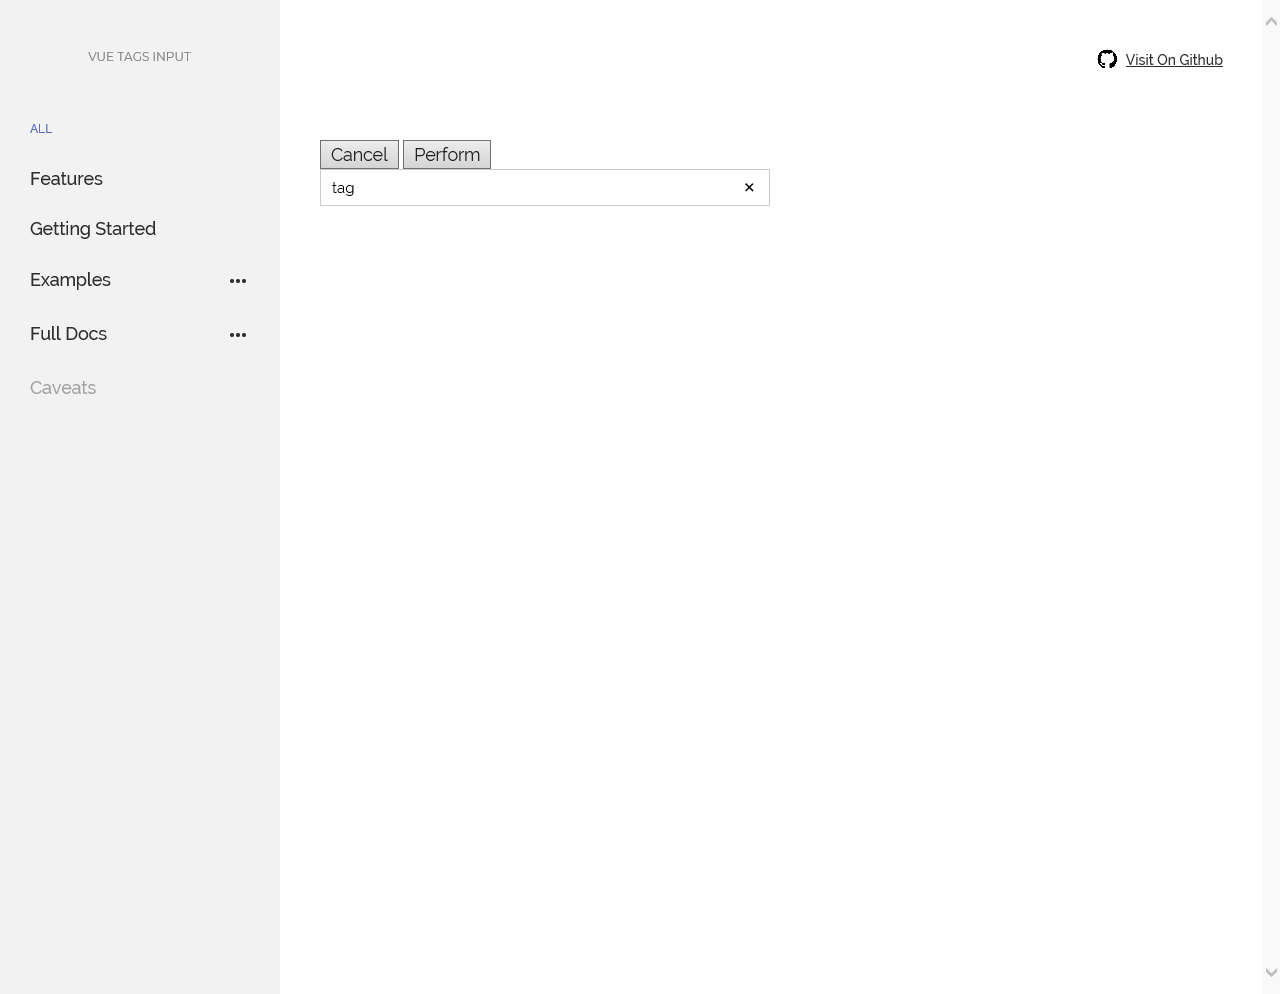 VUE TAGS INPUT
Visit On Github
ALL
Features
Getting Started
Examples
Full Docs
Caveats
Cancel Perform
tag